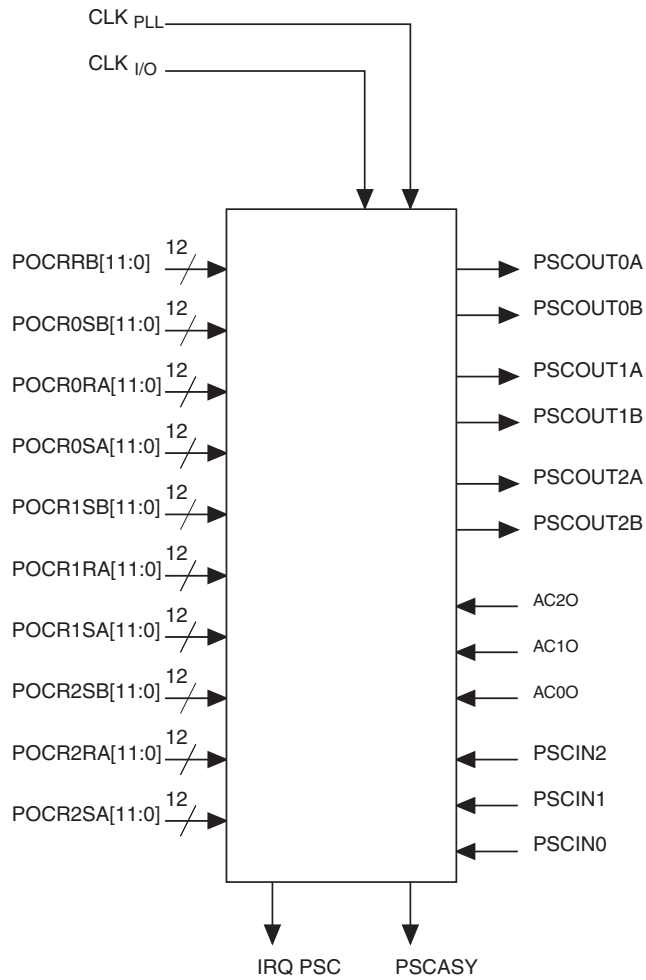 CLK PLL
CLK I/O
12
POCRRB[11:0]
PSCOUT0A
12
POCR0SB[11:0]
PSCOUT0B
12
POCR0RA[11:0]
PSCOUT1A
12
POCR0SA[11:0]
PSCOUT1B
12
POCR1SB[11:0]
PSCOUT2A
12
POCR1RA[11:0]
PSCOUT2B
12
POCR1SA[11:0]
AC2O
AC1O
12
POCR2SB[11:0]
AC0O
12
POCR2RA[11:0]
PSCIN2
12
POCR2SA[11:0]
PSCIN1
PSCIN0
IRQ PSC
PSCASY